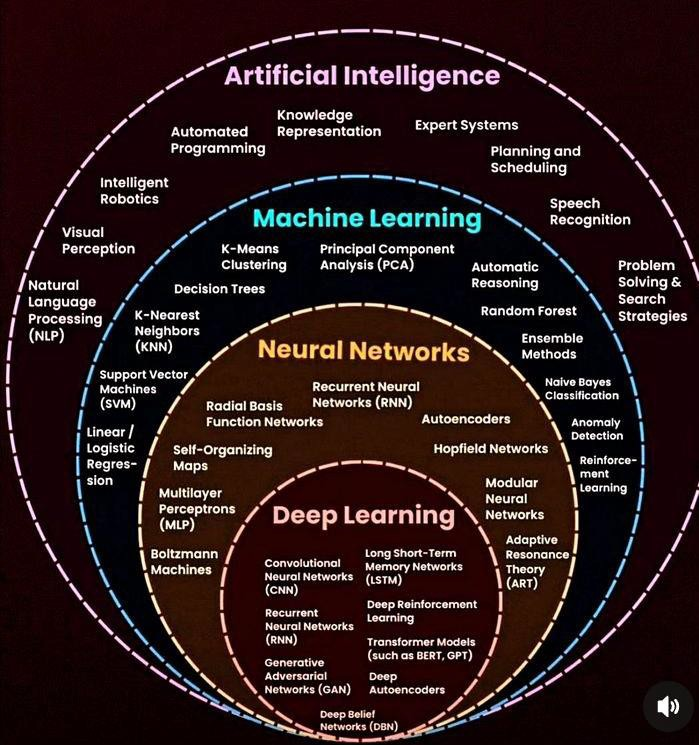 Artificial Intelligence
Knowledge
Representation
Automated
Programming
Expert Systems
Planning and
Scheduling
Intelligent
Robotics
Speech
Recognition
Visual
Perception
Problem
Solving &
Search
Strategies
Natural
Language
Processing
(NLP)
Machine Learning
K-Means
Clustering
Principal Component
Analysis (PCA)
Automatic
Reasoning
Decision Trees
Random Forest
K-Nearest
Neighbors
(KNN)
Ensemble
Methods
Support Vector
Machines
(SVM)
Naive Bayes
Classification
Linear /
Logistic
Regres-
sion
Anomaly
Detection
Reinforce-
ment
Learning
Neural Networks
Recurrent Neural
Networks (RNN)
Radial Basis
Function Networks
Autoencoders
Self-Organizing
Maps
Hopfield Networks
Multilayer
Perceptrons
(MLP)
Modular
Neural
Networks
Boltzmann
Machines
Adaptive
Resonance
Theory
(ART)
Deep Learning
Convolutional
Neural Networks
(CNN)
Long Short-Term
Memory Networks
(LSTM)
Recurrent
Neural Networks
(RNN)
Deep Reinforcement
Learning
Transformer Models
(such as BERT, GPT)
Generative
Adversarial
Networks (GAN)
Deep
Autoencoders
Deep Belief
Networks (DBN)